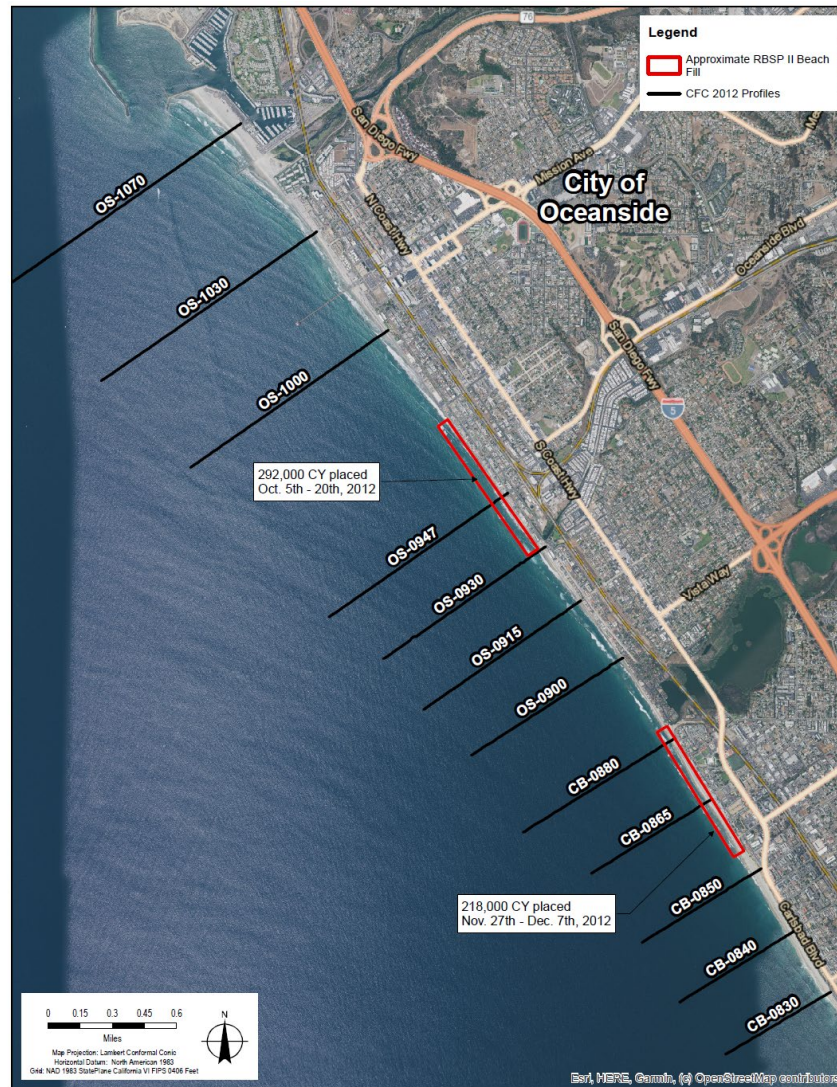 Legend
Approximate RBSP II Beach
Fill
CFC 2012 Profiles
76
San Diego Fwy
Mission Ave
City of
Oceanside
N Coast Hwy
Oceanside Blvd
OS-1070
OS-1030
OS-1000
San Diego Fwy
5
S Coast Hwy
292,000 CY placed
Oct. 5th - 20th, 2012
OS-0947
OS-0930
Vista Way
OS-0915
OS-0900
CB-0880
CB-0865
218,000 CY placed
Nov. 27th - Dec. 7th, 2012
CB-0850
Carlsbad Blvd
CB-0840
CB-0830
0 0.15 0.3 0.45 0.6
Miles
N
Map Projection: Lambert Conformal Conic
Horizontal Datum: North American 1983
Grid: NAD 1983 StatePlane California VI FIPS 0406 Feet
Esri, HERE, Garmin, (c) OpenStreetMap contributors